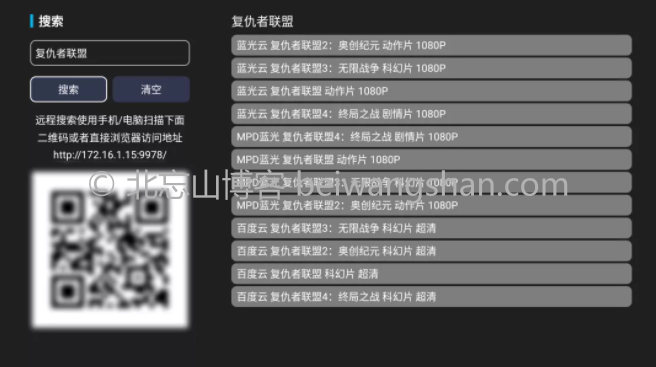 搜索
复仇者联盟
搜索
清空
远程搜索使用手机/电脑扫描下面
二维码或者直接浏览器访问地址
http://172.16.1.15:9978/
复仇者联盟
蓝光云 复仇者联盟2：奥创纪元 动作片 1080P
蓝光云 复仇者联盟3：无限战争 科幻片 1080P
蓝光云 复仇者联盟 动作片 1080P
蓝光云 复仇者联盟4：终局之战 剧情片 1080P
MPD蓝光 复仇者联盟4：终局之战 剧情片 1080P
MPD蓝光 复仇者联盟 动作片 1080P
MPD蓝光 复仇者联盟3：无限战争 科幻片 1080P
MPD蓝光 复仇者联盟2：奥创纪元 动作片 1080P
百度云 复仇者联盟3：无限战争 科幻片 超清
百度云 复仇者联盟2：奥创纪元 科幻片 超清
百度云 复仇者联盟 科幻片 超清
百度云 复仇者联盟4：终局之战 科幻片 超清
© 北忘山博客 beiwangshan.com